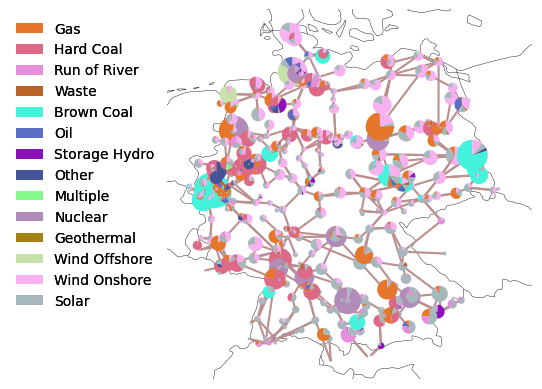 Gas
Hard Coal
Run of River
Waste
Brown Coal
Oil
Storage Hydro
Other
Multiple
Nuclear
Geothermal
Wind Offshore
Wind Onshore
Solar